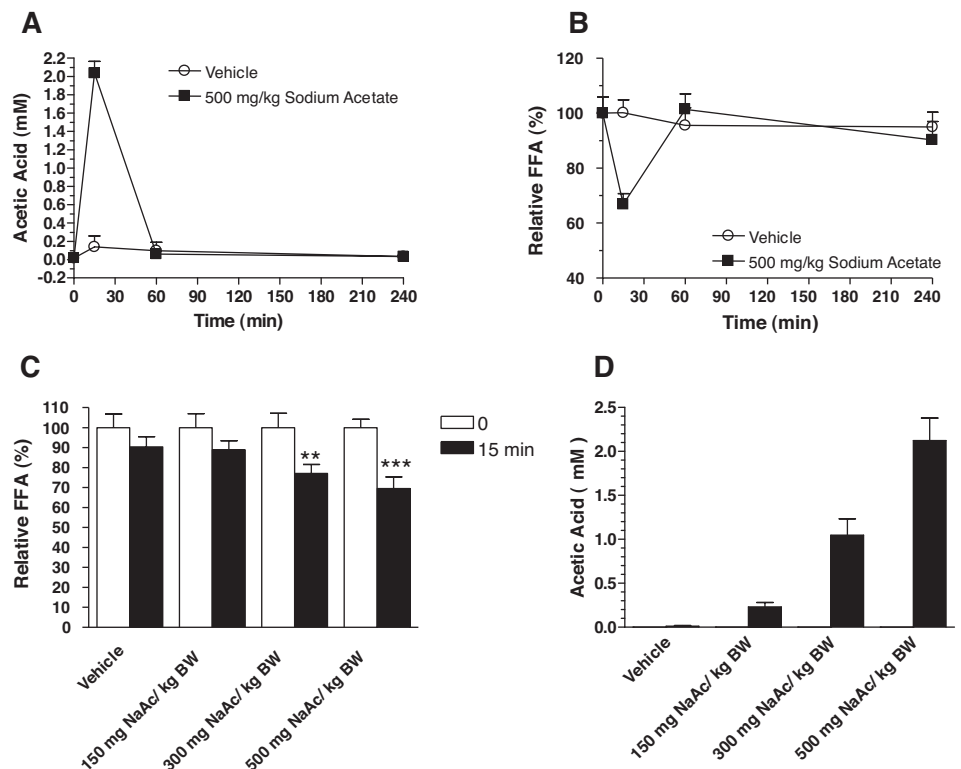 A
Acetic Acid (mM)
2.2
2.0
1.8
1.6
1.4
1.2
1.0
0.8
0.6
0.4
0.2
0.0
-0.2
0 30 60 90 120 150 180 210 240
Time (min)
Vehicle
500 mg/kg Sodium Acetate
B
Relative FFA (%)
120
100
80
60
40
0 30 60 90 120 150 180 210 240
Time (min)
Vehicle
500 mg/kg Sodium Acetate
C
Relative FFA (%)
110
100
90
80
70
60
50
40
30
20
10
0
**
***
0
15 min
Vehicle
150 mg NaAc/ kg BW
300 mg NaAc/ kg BW
500 mg NaAc/ kg BW
D
Acetic Acid ( mM)
2.5
2.0
1.5
1.0
0.5
0.0
Vehicle
150 mg NaAc/ kg BW
300 mg NaAc/ kg BW
500 mg NaAc/ kg BW